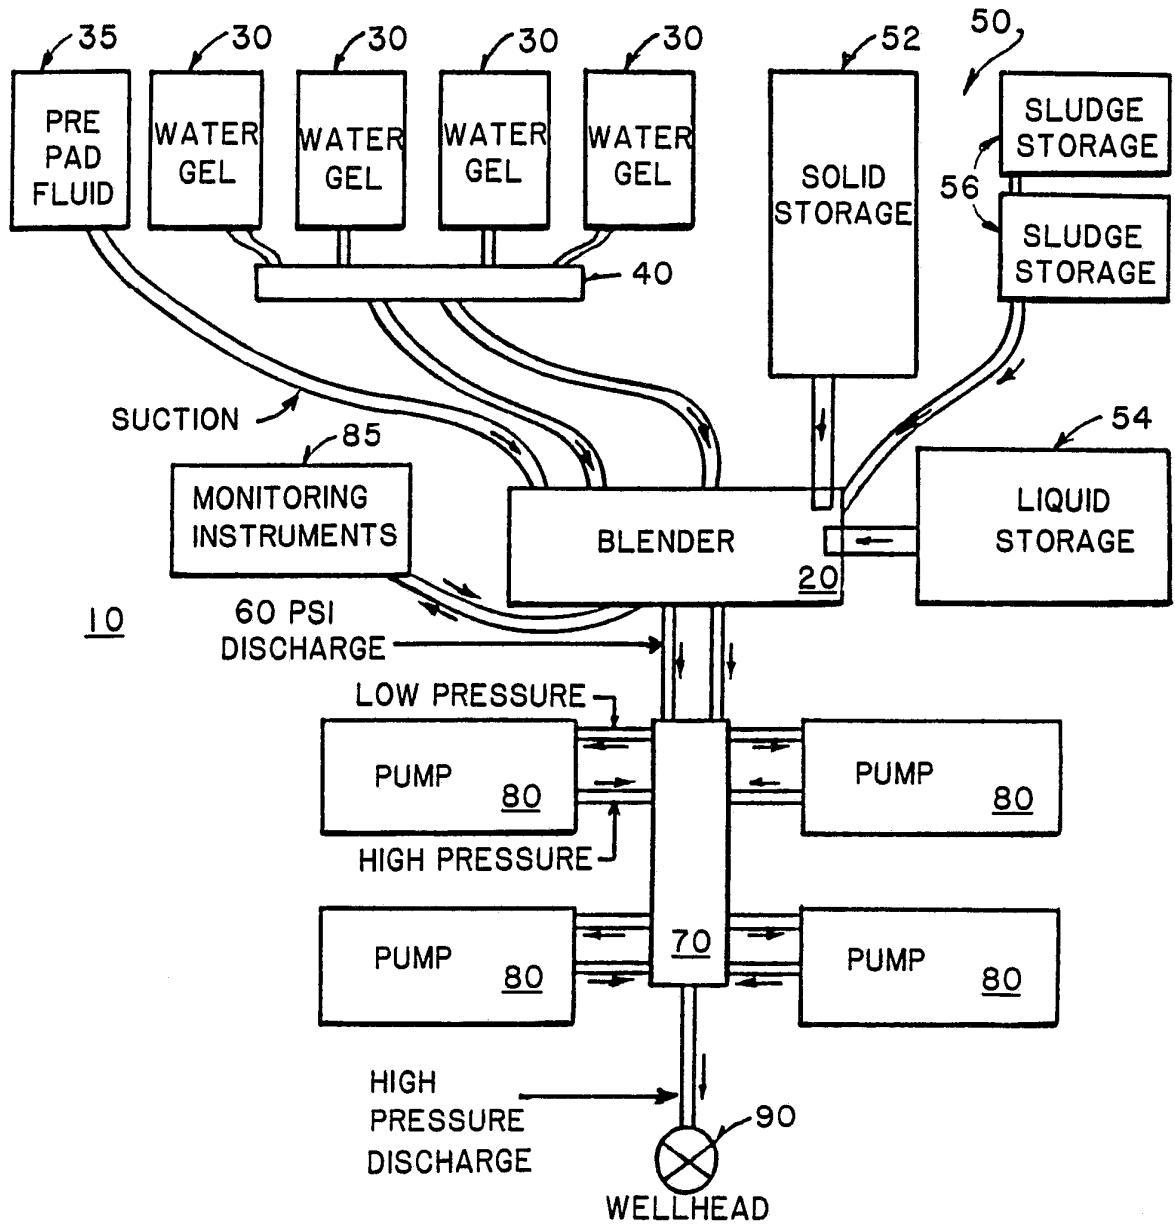 35
30
30
30
30
52
50
PRE
PAD
FLUID
WATER
GEL
WATER
GEL
WATER
GEL
WATER
GEL
SOLID
STORAGE
SLUDGE
STORAGE
56
SLUDGE
STORAGE
40
SUCTION
85
54
MONITORING
INSTRUMENTS
BLENDER
20
LIQUID
STORAGE
10
60 PSI
DISCHARGE
LOW PRESSURE
PUMP
80
PUMP
80
HIGH PRESSURE
70
PUMP
80
PUMP
80
HIGH
PRESSURE
DISCHARGE
90
WELLHEAD